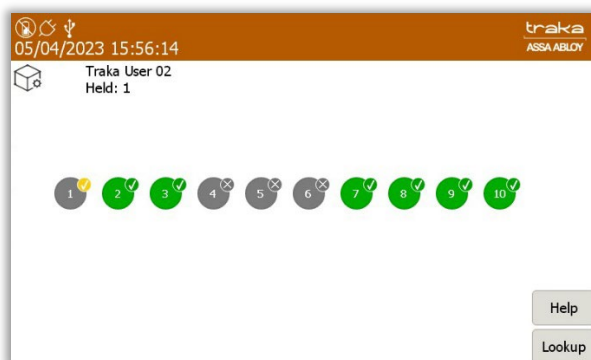 traka
05/04/2023 15:56:14
ASSA ABLOY
Traka User 02
Held: 1
1 2 3 4 5 6 7 8 9 10
Help
Lookup